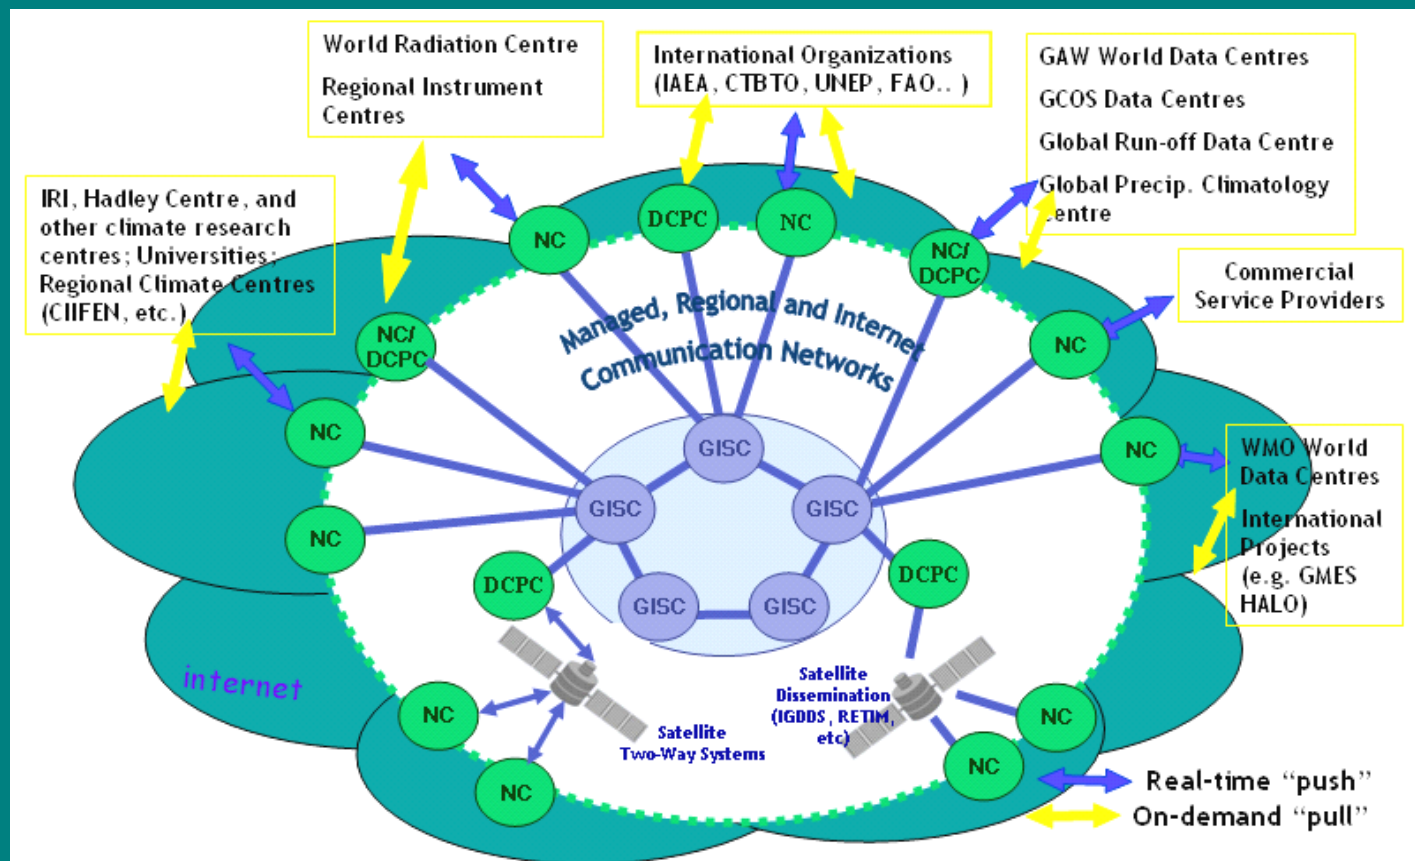 World Radiation Centre
Regional Instrument
Centres
International Organizations
(IAEA, CTBTO, UNEP, FAO.. )
GAW World Data Centres
GCOS Data Centres
Global Run-off Data Centre
Global Precip. Climatology
Centre
IRI, Hadley Centre, and
other climate research
centres; Universities;
Regional Climate Centres
(CIIFEN, etc.)
Commercial
Service Providers
NC
DCPC
NC
NC/
DCPC
NC/
DCPC
NC
Managed, Regional and Internet
Communication Networks
NC
NC
NC
GISC
GISC
GISC
GISC
GISC
DCPC
DCPC
WMO World
Data Centres
International
Projects
(e.g. GMES
HALO)
internet
NC
NC
Satellite
Two-Way Systems
Satellite
Dissemination
(IGDDS, RETIM,
etc)
NC
NC
Real-time “push”
On-demand “pull”